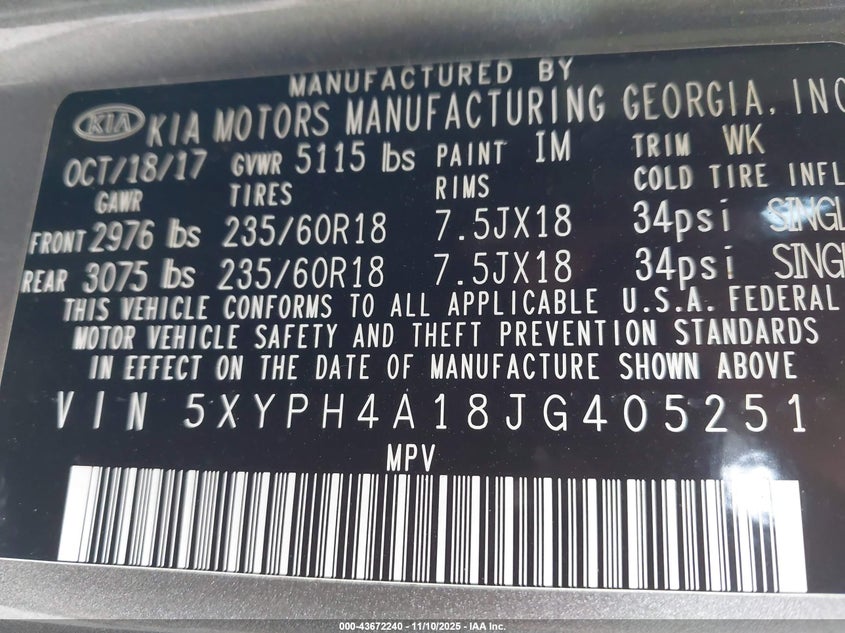 MANUFACTURED BY
KIA KIA MOTORS MANUFACTURING GEORGIA, INC
OCT/18/17 GVWR 5115 lbs PAINT IM TRIM WK
GAWR TIRES RIMS COLD TIRE INFL
FRONT 2976 lbs 235/60R18 7.5JX18 34psi SINGL
REAR 3075 lbs 235/60R18 7.5JX18 34psi SING
THIS VEHICLE CONFORMS TO ALL APPLICABLE U.S.A. FEDERAL
MOTOR VEHICLE SAFETY AND THEFT PREVENTION STANDARDS
IN EFFECT ON THE DATE OF MANUFACTURE SHOWN ABOVE
VIN 5XYPH4A18JG405251
MPV
000-43672240 - 11/10/2025 - IAA Inc.